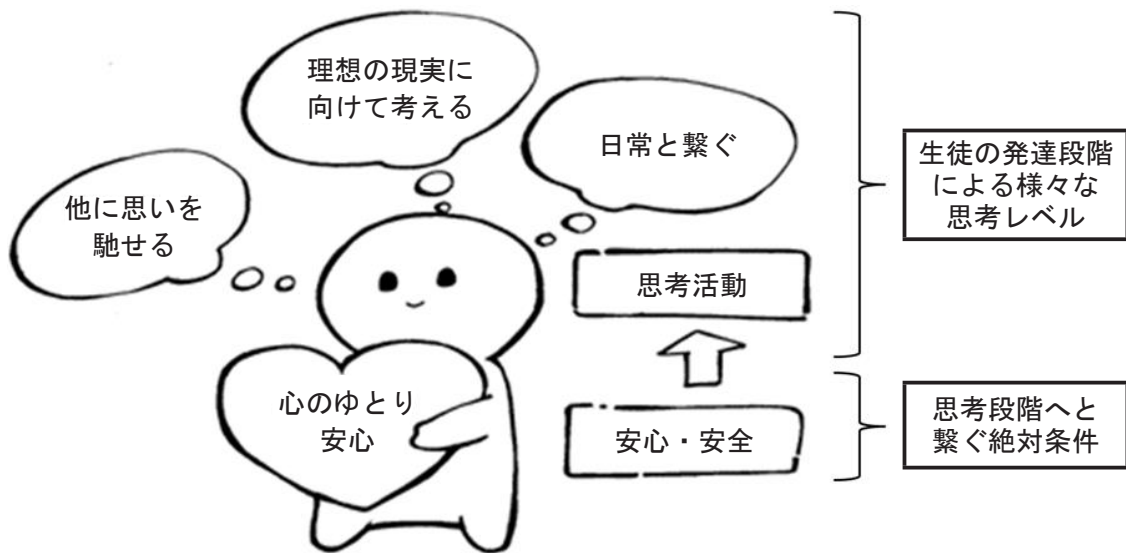 理想の現実に
向けて考える
日常と繋ぐ
他に思いを
馳せる
生徒の発達段階
による様々な
思考レベル
思考活動
心のゆとり
安心
安心・安全
思考段階へと
繋ぐ絶対条件